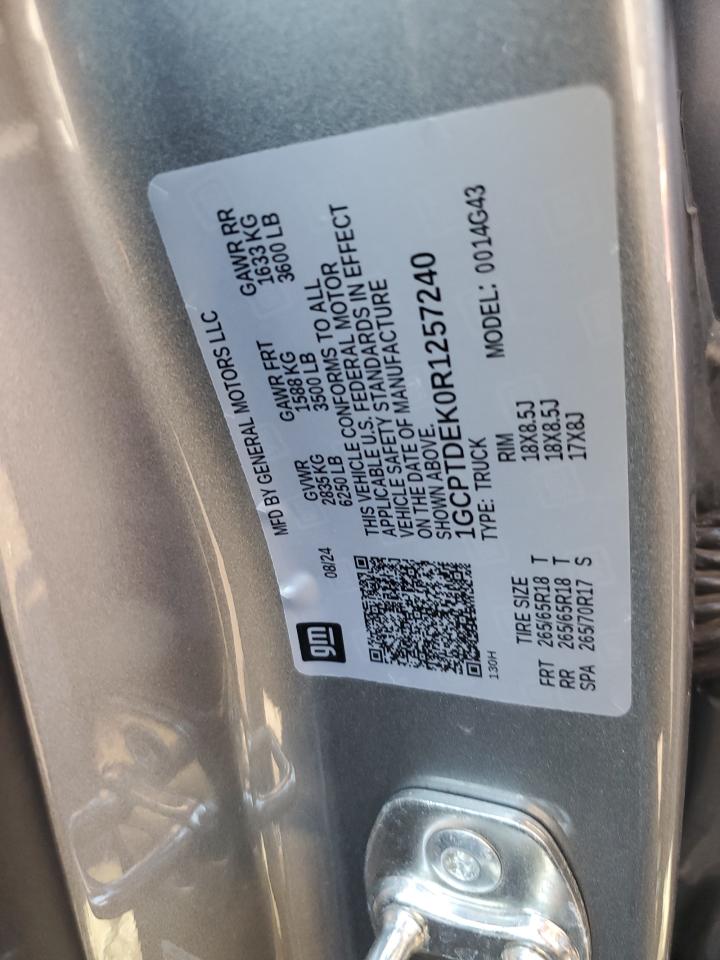 gm
08/24
MFD BY GENERAL MOTORS LLC
GVWR GAWR FRT GAWR RR
2835 KG 1588 KG 1633 KG
6250 LB 3500 LB 3600 LB
THIS VEHICLE CONFORMS TO ALL
APPLICABLE U.S. FEDERAL MOTOR
VEHICLE SAFETY STANDARDS IN EFFECT
ON THE DATE OF MANUFACTURE
SHOWN ABOVE.
1GCPTDEK0R1257240
TYPE: TRUCK MODEL: 0014G43
130H
TIRE SIZE RIM
FRT 265/65R18 T 18X8.5J
RR 265/65R18 T 18X8.5J
SPA 265/70R17 S 17X8J